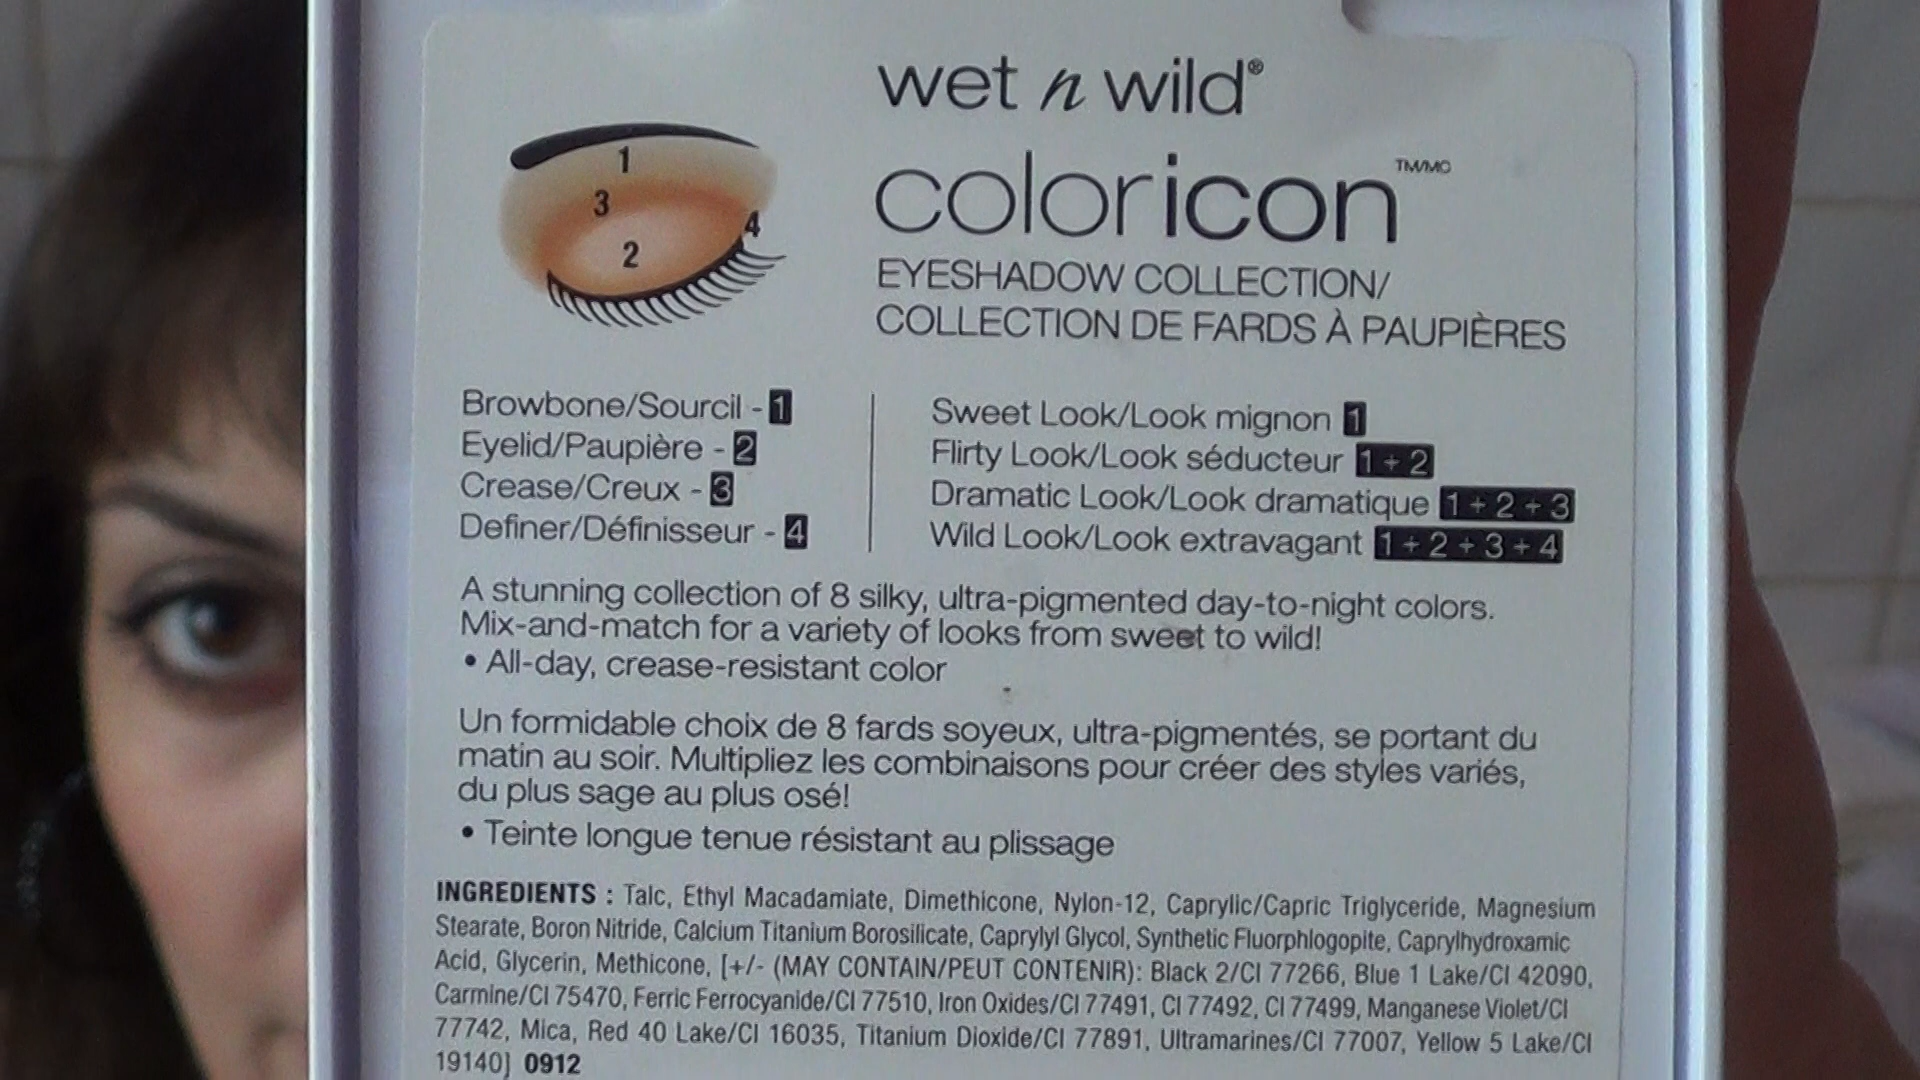 wet n wild®
coloricon TM/MC
EYESHADOW COLLECTION/
COLLECTION DE FARDS À PAUPIÈRES
1
3
4
2
Browbone/Sourcil - 1
Eyelid/Paupière - 2
Crease/Creux - 3
Definer/Définisseur - 4
Sweet Look/Look mignon 1
Flirty Look/Look séducteur 1 + 2
Dramatic Look/Look dramatique 1 + 2 + 3
Wild Look/Look extravagant 1 + 2 + 3 + 4
A stunning collection of 8 silky, ultra-pigmented day-to-night colors.
Mix-and-match for a variety of looks from sweet to wild!
• All-day, crease-resistant color
Un formidable choix de 8 fards soyeux, ultra-pigmentés, se portant du
matin au soir. Multipliez les combinaisons pour créer des styles variés,
du plus sage au plus osé!
• Teinte longue tenue résistant au plissage
INGREDIENTS : Talc, Ethyl Macadamiate, Dimethicone, Nylon-12, Caprylic/Capric Triglyceride, Magnesium
Stearate, Boron Nitride, Calcium Titanium Borosilicate, Caprylyl Glycol, Synthetic Fluorphlogopite, Caprylhydroxamic
Acid, Glycerin, Methicone, [+/- (MAY CONTAIN/PEUT CONTENIR): Black 2/CI 77266, Blue 1 Lake/CI 42090,
Carmine/CI 75470, Ferric Ferrocyanide/CI 77510, Iron Oxides/CI 77491, CI 77492, CI 77499, Manganese Violet/CI
77742, Mica, Red 40 Lake/CI 16035, Titanium Dioxide/CI 77891, Ultramarines/CI 77007, Yellow 5 Lake/CI
19140] 0912